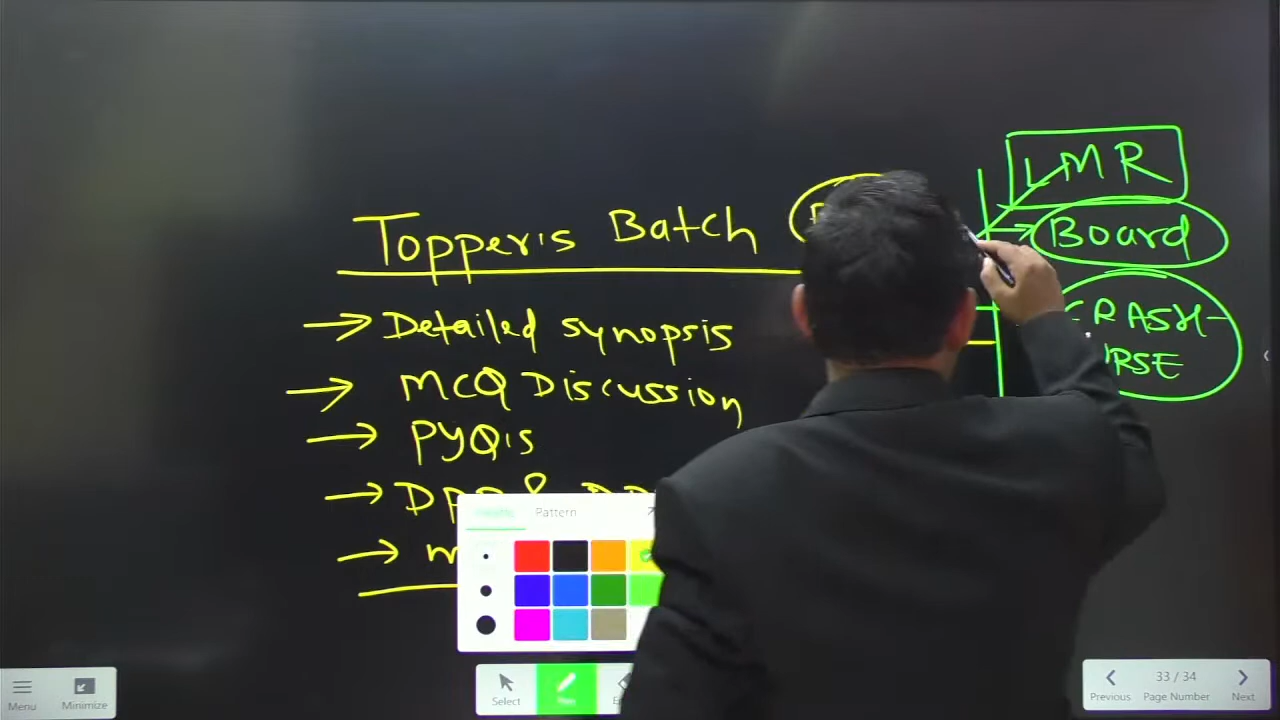 Topper's Batch
→ Detailed synopsis
→ MCQ Discussion
→ PYQ's
LMR
Board
CRASH-
Pattern
Select
Menu
Minimize
33 / 34
Previous
Page Number
Next